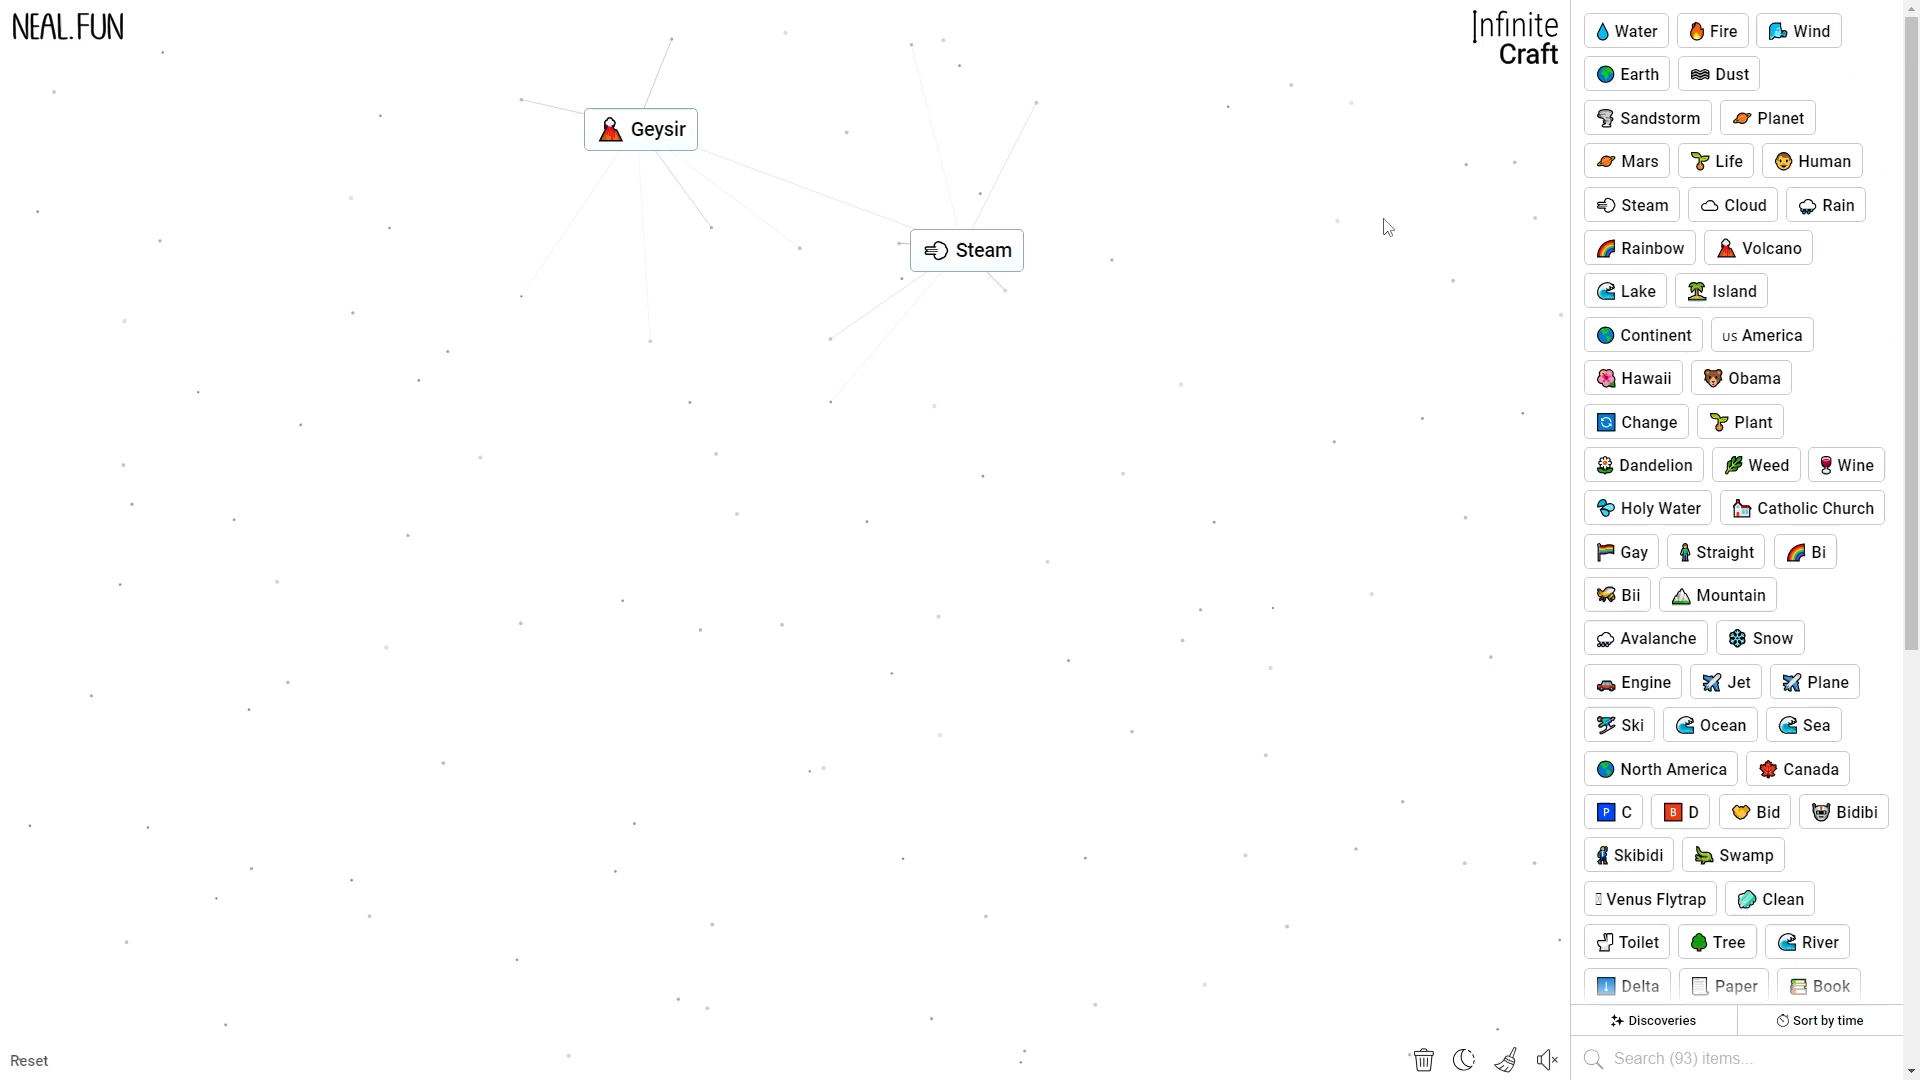 NEAL.FUN
Infinite
Craft
Geysir
Steam
Water Fire Wind
Earth Dust
Sandstorm Planet
Mars Life Human
Steam Cloud Rain
Rainbow Volcano
Lake Island
Continent US America
Hawaii Obama
Change Plant
Dandelion Weed Wine
Holy Water Catholic Church
Gay Straight Bi
Bii Mountain
Avalanche Snow
Engine Jet Plane
Ski Ocean Sea
North America Canada
P C B D Bid Bidibi
Skibidi Swamp
Venus Flytrap Clean
Toilet Tree River
Delta Paper Book
Discoveries Sort by time
Search (93) items...
Reset